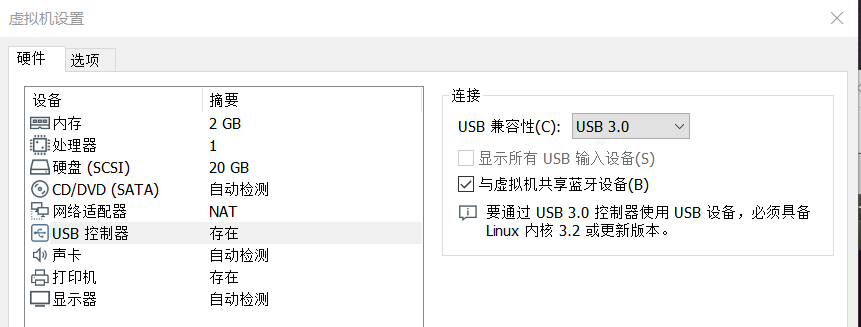 虚拟机设置
硬件 选项
设备 摘要
内存 2 GB
处理器 1
硬盘 (SCSI) 20 GB
CD/DVD (SATA) 自动检测
网络适配器 NAT
USB 控制器 存在
声卡 自动检测
打印机 存在
显示器 自动检测
连接
USB 兼容性(C): USB 3.0
显示所有 USB 输入设备(S)
与虚拟机共享蓝牙设备(B)
要通过 USB 3.0 控制器使用 USB 设备，必须具备
Linux 内核 3.2 或更新版本。